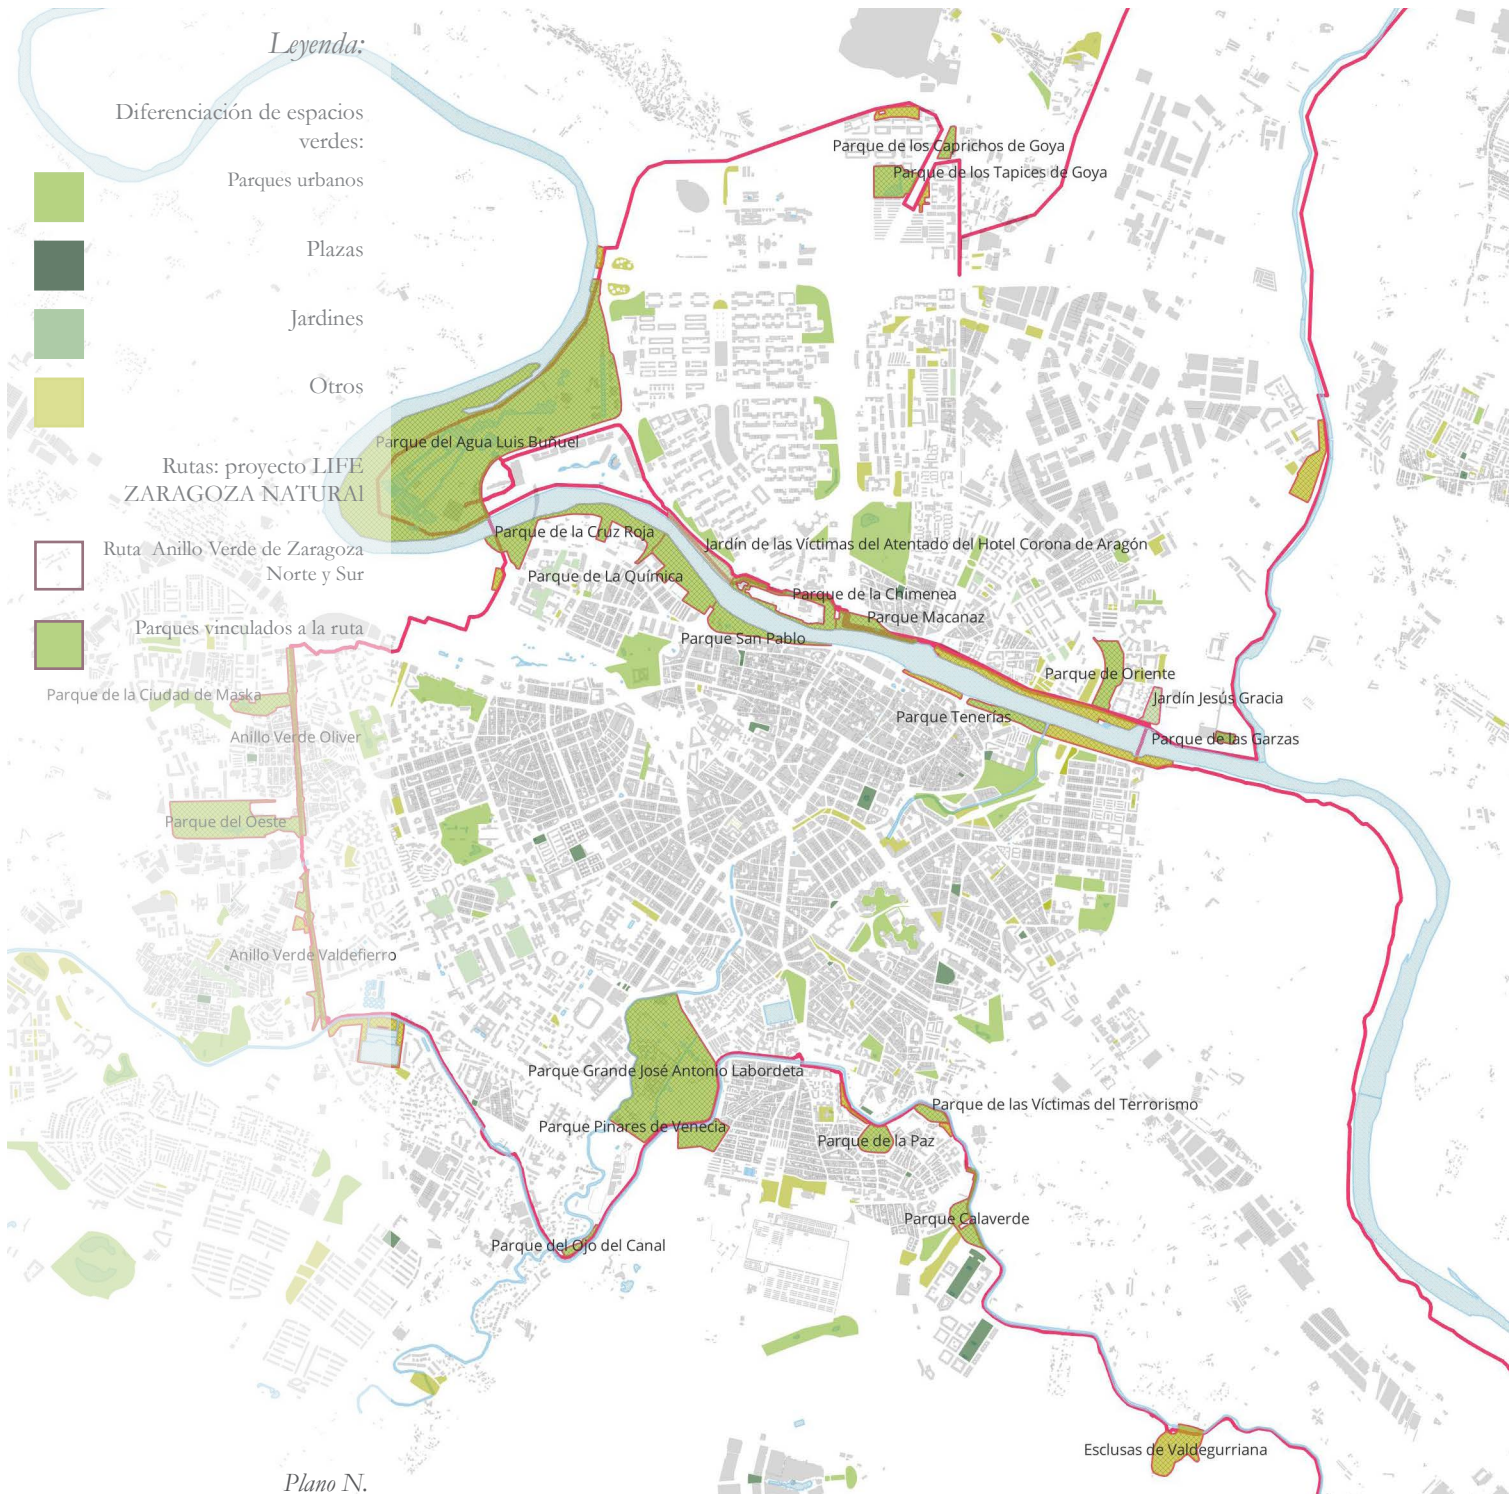 Leyenda:
Diferenciación de espacios
verdes:
Parques urbanos
Plazas
Jardines
Otros
Rutas: proyecto LIFE
ZARAGOZA NATURAl
Ruta Anillo Verde de Zaragoza
Norte y Sur
Parques vinculados a la ruta
Parque de los Caprichos de Goya
Parque de los Tapices de Goya
Parque del Agua Luis Buñuel
Parque de la Cruz Roja
Jardín de las Víctimas del Atentado del Hotel Corona de Aragón
Parque de La Química
Parque de la Chimenea
Parque Macanaz
Parque San Pablo
Parque de Oriente
Parque de la Ciudad de Maska
Jardín Jesús Gracia
Parque Tenerías
Anillo Verde Oliver
Parque de las Garzas
Parque del Oeste
Anillo Verde Valdefierro
Parque Grande José Antonio Labordeta
Parque de las Víctimas del Terrorismo
Parque Pinares de Venecia
Parque de la Paz
Parque Calaverde
Parque del Ojo del Canal
Esclusas de Valdegurriana
Plano N.